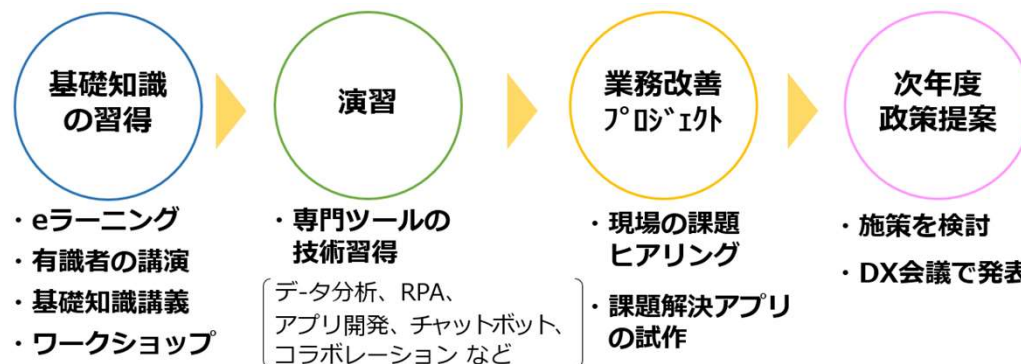 基礎知識
の習得
演習
業務改善
プロジェクト
次年度
政策提案
・eラーニング
・有識者の講演
・基礎知識講義
・ワークショップ
・専門ツールの
技術習得
データ分析、RPA、
アプリ開発、チャットボット、
コラボレーション など
・現場の課題
ヒアリング
・課題解決アプリ
の試作
・施策を検討
・DX会議で発表